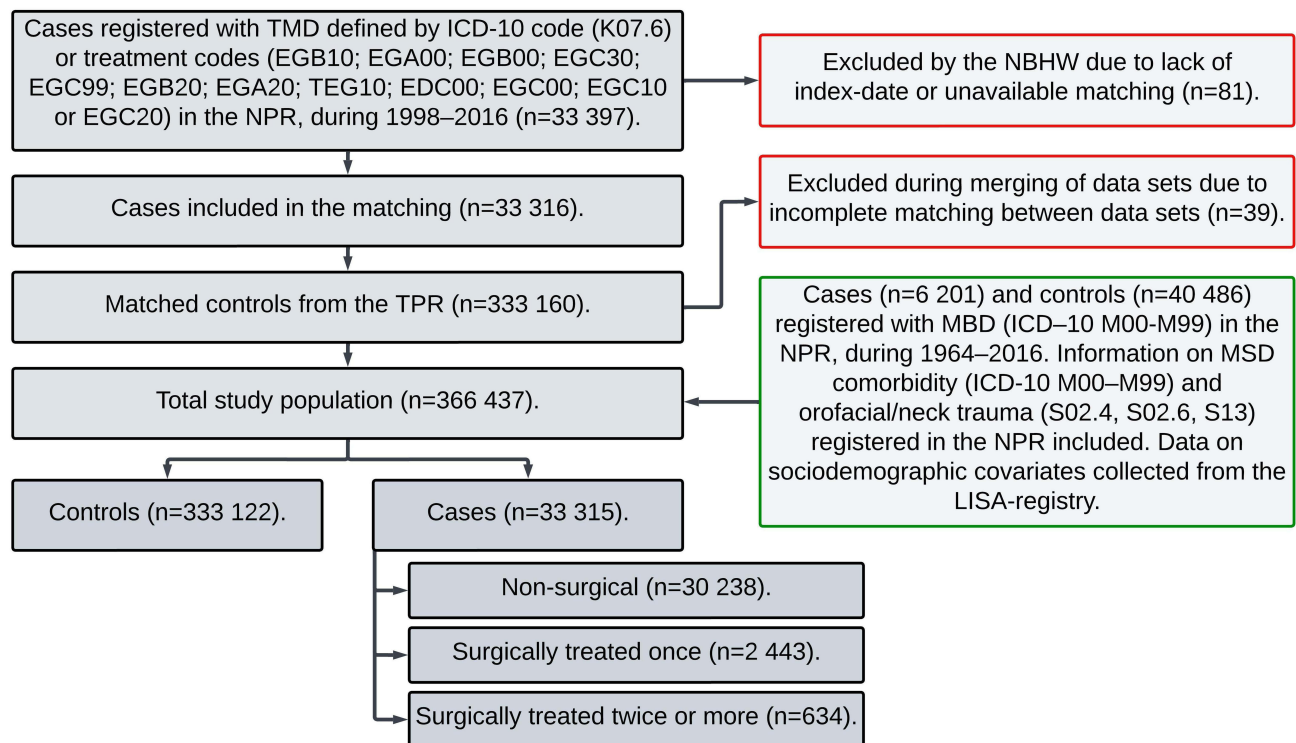 Cases registered with TMD defined by ICD-10 code (K07.6)
or treatment codes (EGB10; EGA00; EGB00; EGC30;
EGC99; EGB20; EGA20; TEG10; EDC00; EGC00; EGC10
or EGC20) in the NPR, during 1998–2016 (n=33 397).
Excluded by the NBHW due to lack of
index-date or unavailable matching (n=81).
Cases included in the matching (n=33 316).
Excluded during merging of data sets due to
incomplete matching between data sets (n=39).
Matched controls from the TPR (n=333 160).
Cases (n=6 201) and controls (n=40 486)
registered with MBD (ICD–10 M00-M99) in the
NPR, during 1964–2016. Information on MSD
comorbidity (ICD-10 M00–M99) and
orofacial/neck trauma (S02.4, S02.6, S13)
registered in the NPR included. Data on
sociodemographic covariates collected from the
LISA-registry.
Total study population (n=366 437).
Controls (n=333 122).
Cases (n=33 315).
Non-surgical (n=30 238).
Surgically treated once (n=2 443).
Surgically treated twice or more (n=634).